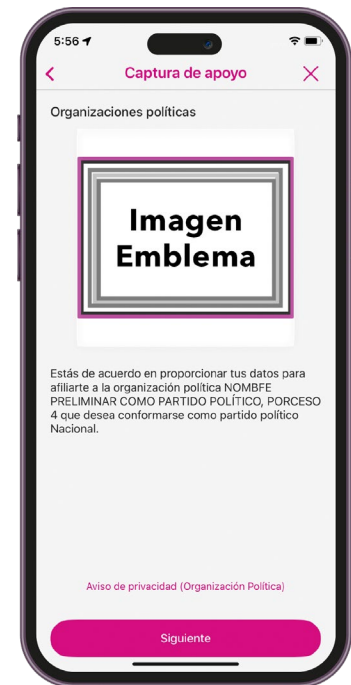 5:56
Captura de apoyo
Organizaciones políticas
Imagen
Emblema
Estás de acuerdo en proporcionar tus datos para
afiliarte a la organización política NOMBFE
PRELIMINAR COMO PARTIDO POLÍTICO, PORCESO
4 que desea conformarse como partido político
Nacional.
Aviso de privacidad (Organización Política)
Siguiente